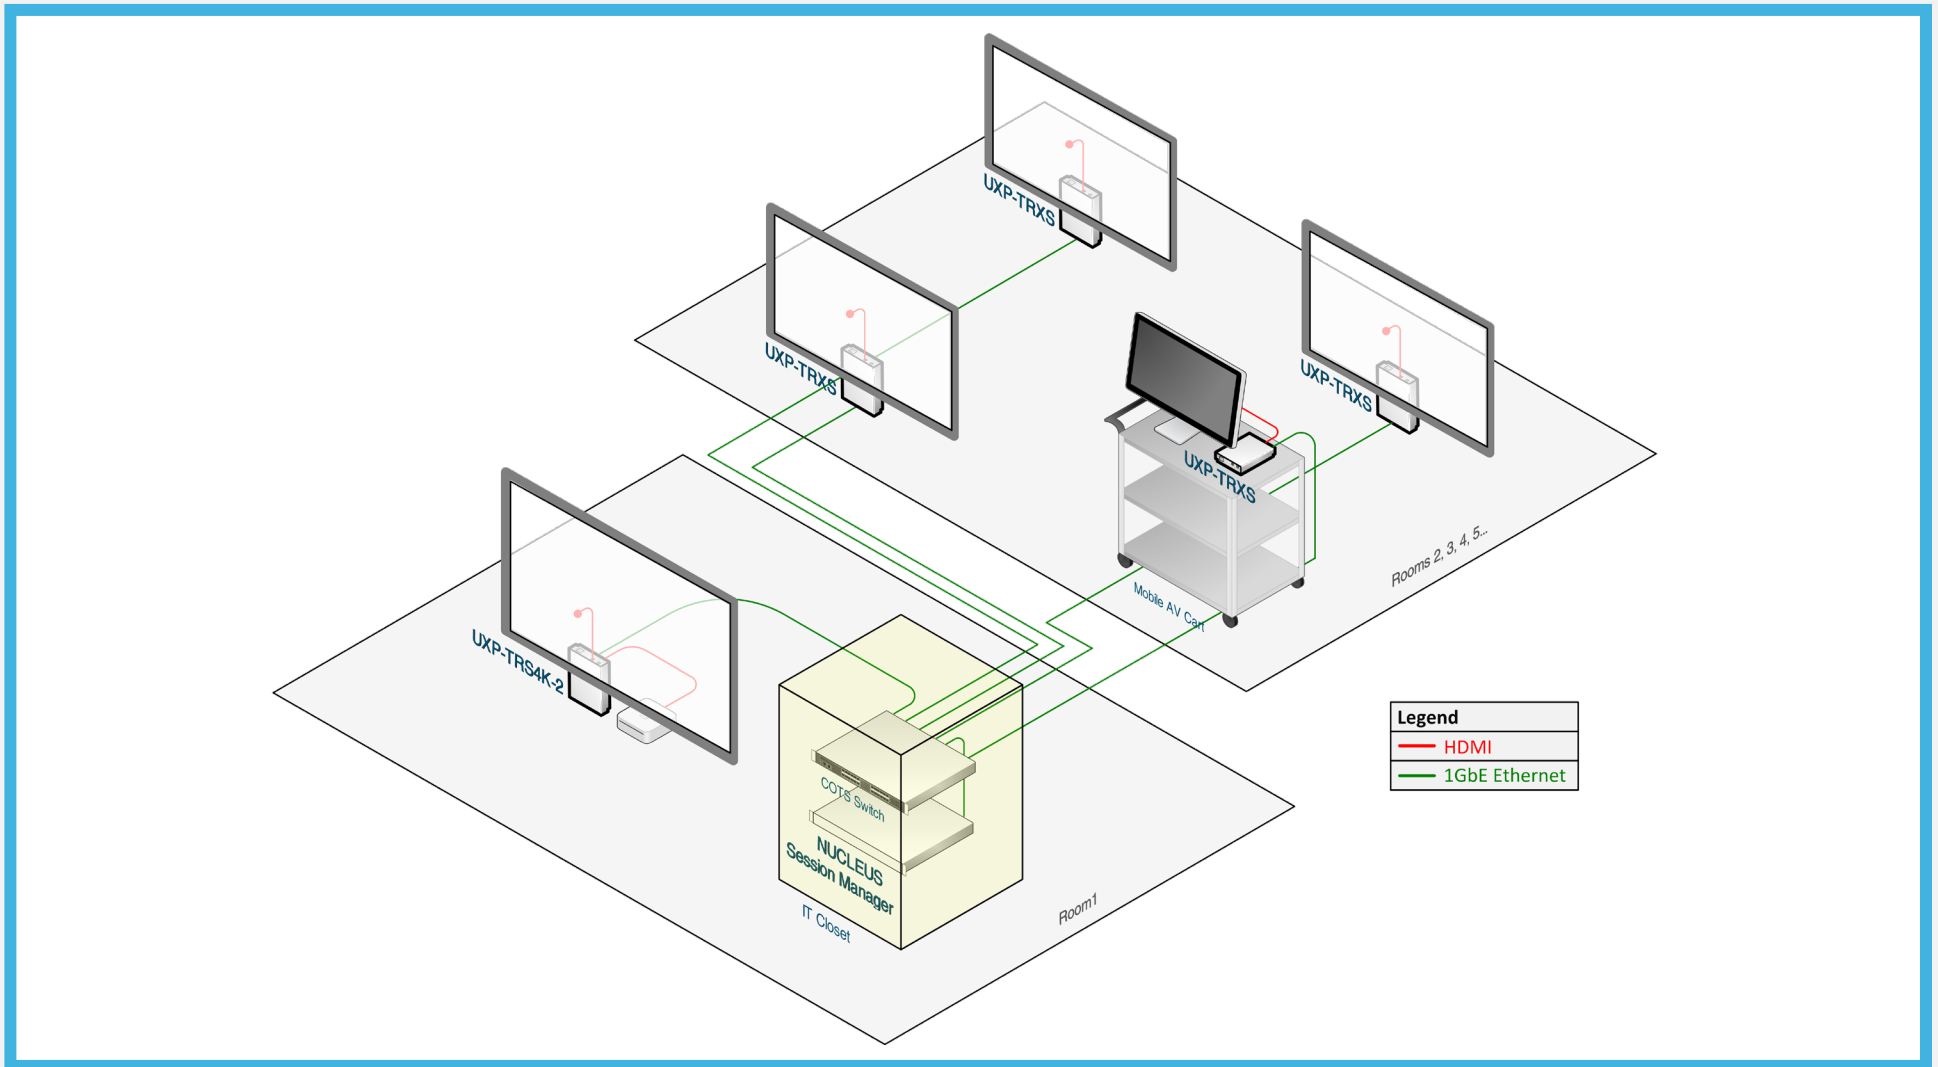 UXP-TRXS
UXP-TRXS
UXP-TRXS
UXP-TRXS
Mobile AV Cart
Rooms 2, 3, 4, 5...
UXP-TRS4K-2
COTS Switch
NUCLEUS
Session Manager
IT Closet
Room1
Legend
HDMI
1GbE Ethernet